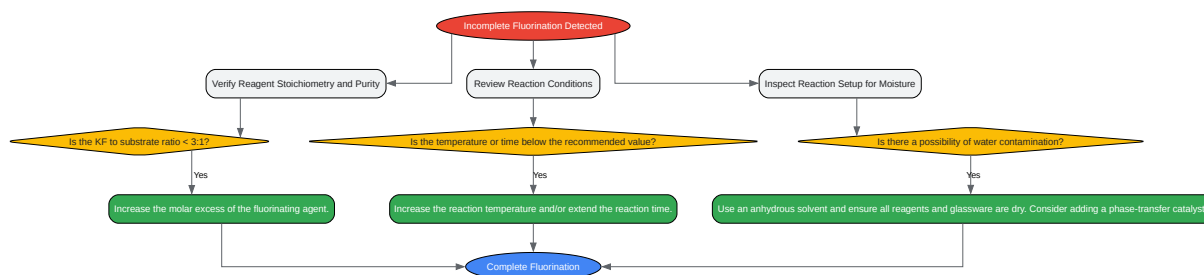 Incomplete Fluorination Detected
Verify Reagent Stoichiometry and Purity
Review Reaction Conditions
Inspect Reaction Setup for Moisture
Is the KF to substrate ratio < 3:1?
Is the temperature or time below the recommended value?
Is there a possibility of water contamination?
Yes
Yes
Yes
Increase the molar excess of the fluorinating agent.
Increase the reaction temperature and/or extend the reaction time.
Use an anhydrous solvent and ensure all reagents and glassware are dry. Consider adding a phase-transfer catalyst
Complete Fluorination